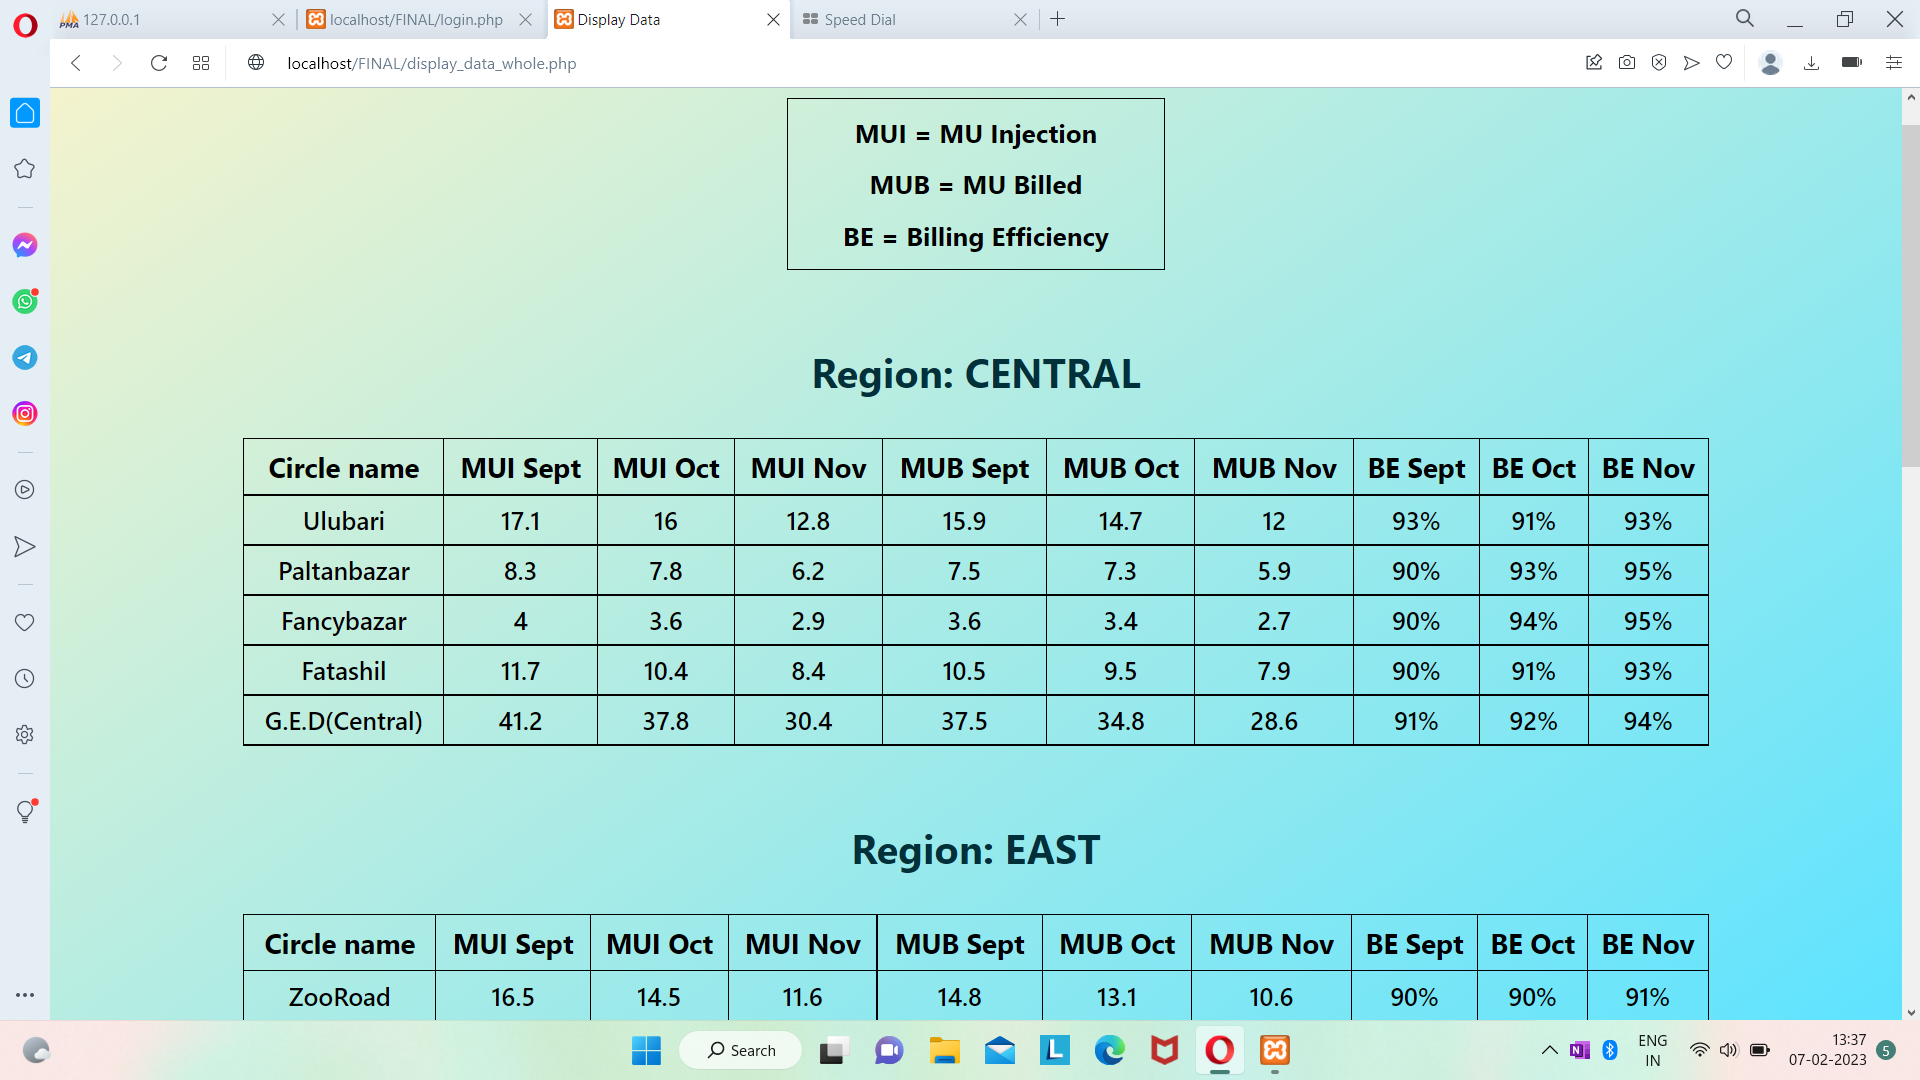 127.0.0.1
localhost/FINAL/login.php
Display Data
Speed Dial
localhost/FINAL/display_data_whole.php
MUI = MU Injection
MUB = MU Billed
BE = Billing Efficiency
Region: CENTRAL
Circle name MUI Sept MUI Oct MUI Nov MUB Sept MUB Oct MUB Nov BE Sept BE Oct BE Nov
Ulubari 17.1 16 12.8 15.9 14.7 12 93% 91% 93%
Paltanbazar 8.3 7.8 6.2 7.5 7.3 5.9 90% 93% 95%
Fancybazar 4 3.6 2.9 3.6 3.4 2.7 90% 94% 95%
Fatashil 11.7 10.4 8.4 10.5 9.5 7.9 90% 91% 93%
G.E.D(Central) 41.2 37.8 30.4 37.5 34.8 28.6 91% 92% 94%
Region: EAST
Circle name MUI Sept MUI Oct MUI Nov MUB Sept MUB Oct MUB Nov BE Sept BE Oct BE Nov
ZooRoad 16.5 14.5 11.6 14.8 13.1 10.6 90% 90% 91%
Search
ENG
IN
13:37
07-02-2023
5